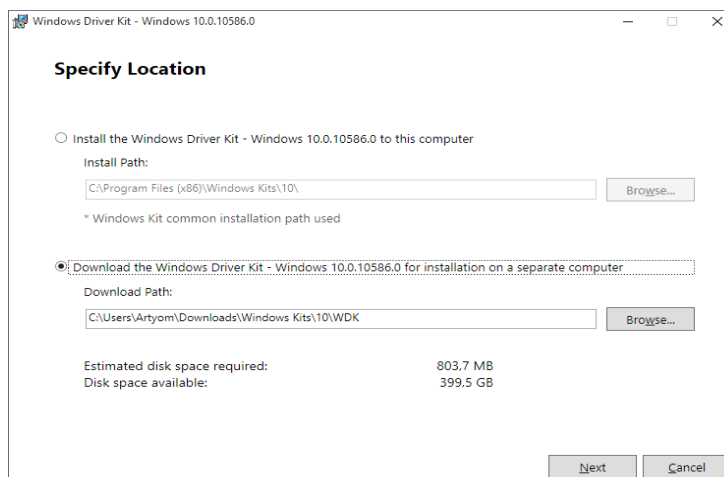 Windows Driver Kit - Windows 10.0.10586.0
Specify Location
Install the Windows Driver Kit - Windows 10.0.10586.0 to this computer
Install Path:
C:\Program Files (x86)\Windows Kits\10\
Browse...
* Windows Kit common installation path used
Download the Windows Driver Kit - Windows 10.0.10586.0 for installation on a separate computer
Download Path:
C:\Users\Artyom\Downloads\Windows Kits\10\WDK
Browse...
Estimated disk space required: 803,7 MB
Disk space available: 399,5 GB
Next Cancel